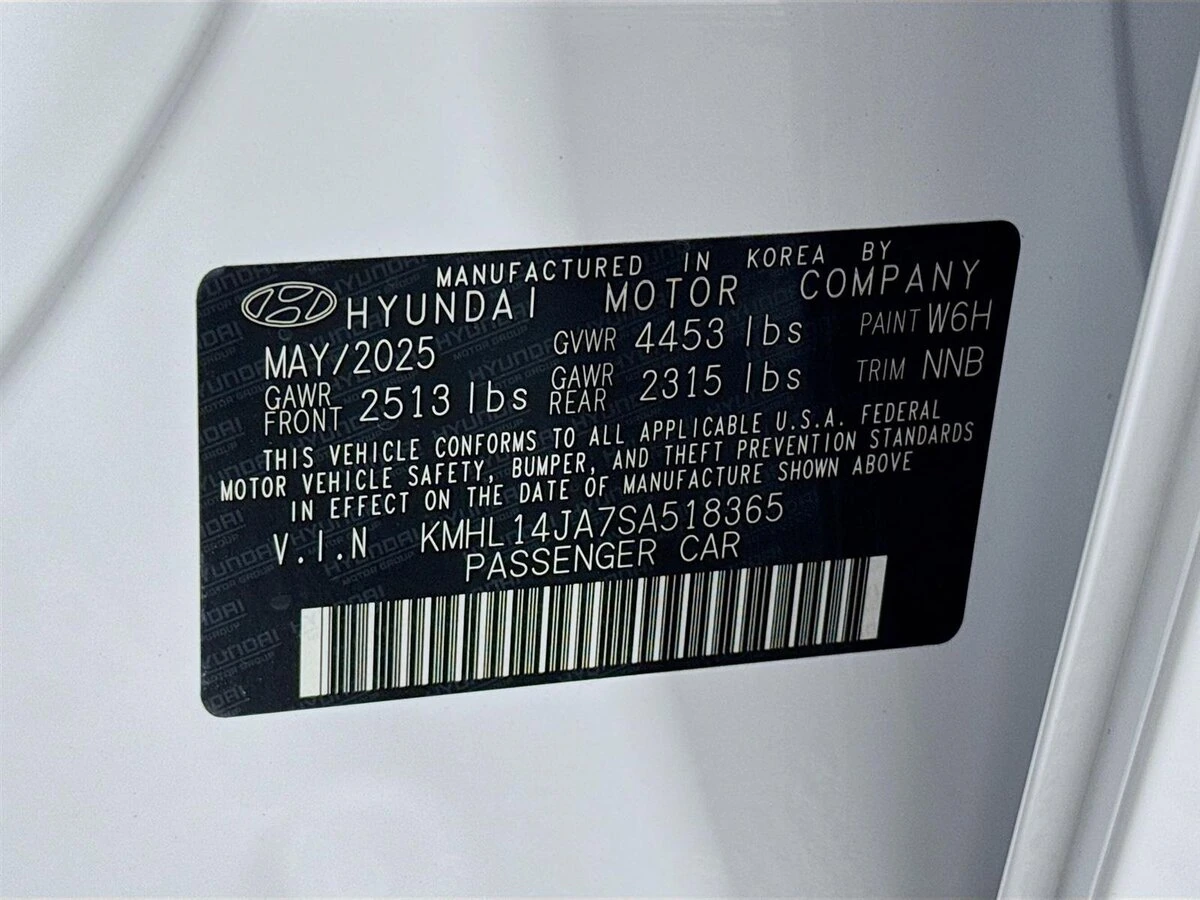 MANUFACTURED IN KOREA BY
HYUNDAI MOTOR COMPANY
MAY/2025 GVWR 4453 lbs PAINT W6H
GAWR FRONT 2513 lbs GAWR REAR 2315 lbs TRIM NNB
THIS VEHICLE CONFORMS TO ALL APPLICABLE U.S.A. FEDERAL
MOTOR VEHICLE SAFETY, BUMPER, AND THEFT PREVENTION STANDARDS
IN EFFECT ON THE DATE OF MANUFACTURE SHOWN ABOVE
V.I.N KMHL14JA7SA518365
PASSENGER CAR